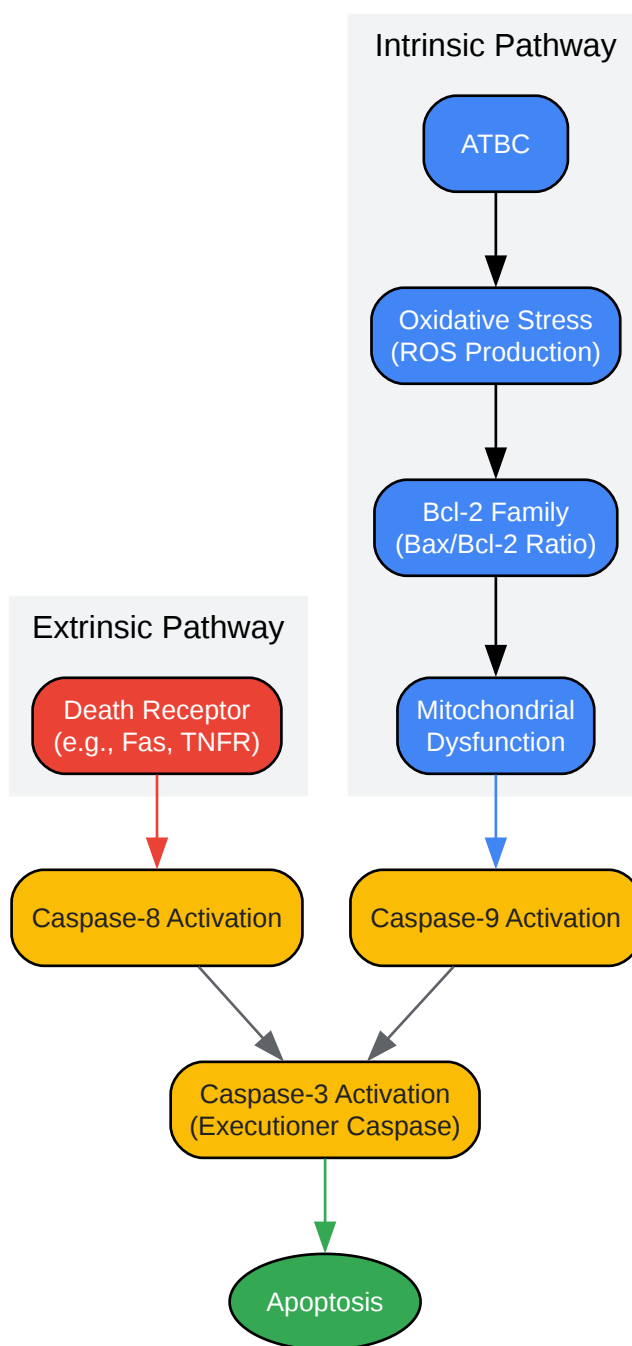 Intrinsic Pathway
ATBC
Oxidative Stress
(ROS Production)
Bcl-2 Family
(Bax/Bcl-2 Ratio)
Extrinsic Pathway
Death Receptor
(e.g., Fas, TNFR)
Mitochondrial
Dysfunction
Caspase-8 Activation
Caspase-9 Activation
Caspase-3 Activation
(Executioner Caspase)
Apoptosis